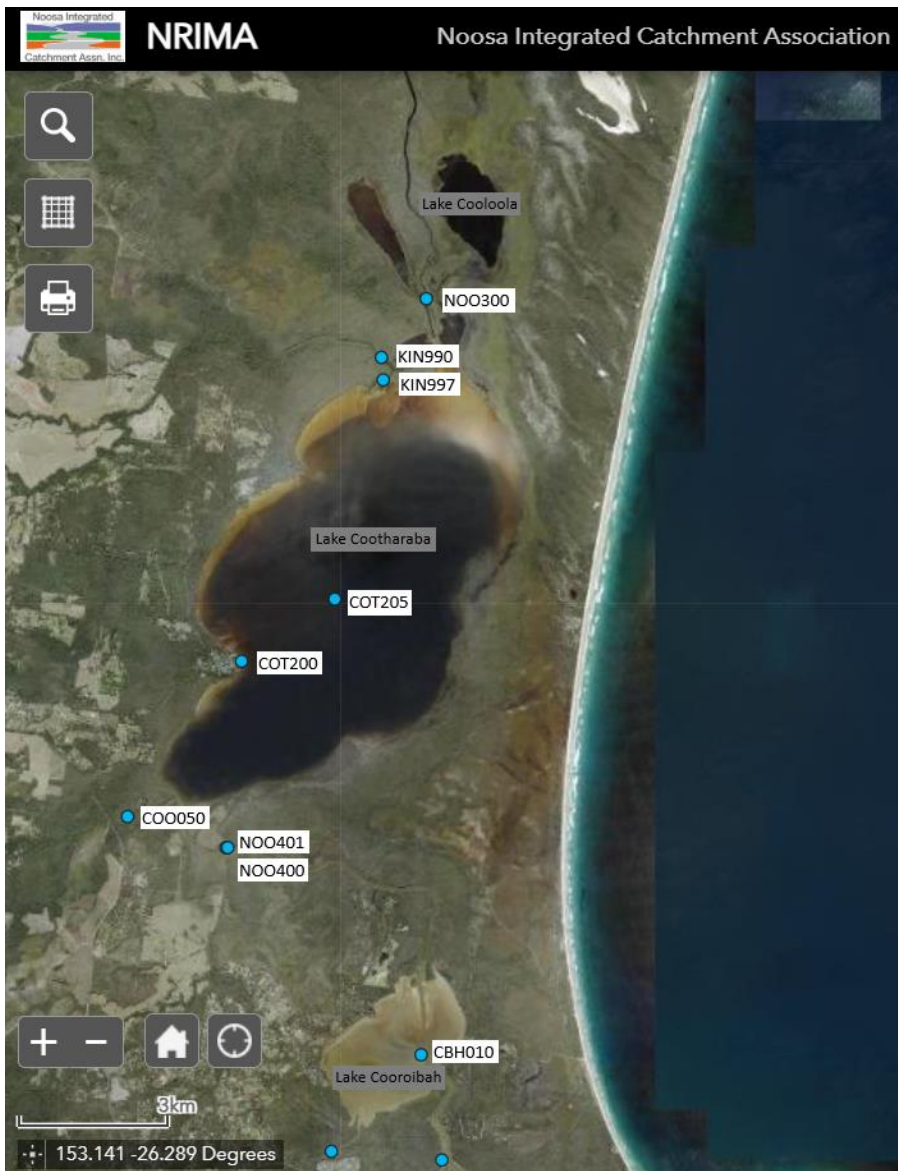 Noosa Integrated
Catchment Assn. Inc.
NRIMA
Noosa Integrated Catchment Association
Lake Cooloola
NOO300
KIN990
KIN997
Lake Cootharaba
COT205
COT200
COO050
NOO401
NOO400
CBH010
Lake Cooroibah
3km
153.141 -26.289 Degrees